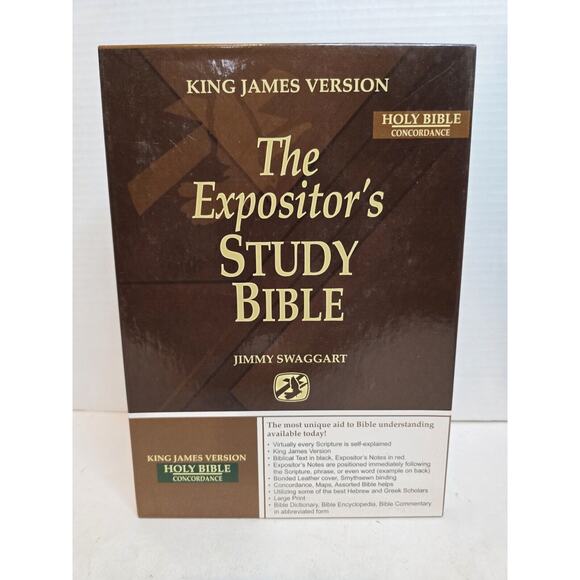 KING JAMES VERSION
HOLY BIBLE
CONCORDANCE
The
Expositor's
STUDY
BIBLE
JIMMY SWAGGART
KING JAMES VERSION
HOLY BIBLE
CONCORDANCE
The most unique aid to Bible understanding
available today!
• Virtually every Scripture is self-explained
• King James Version
• Biblical Text in black, Expositor's Notes in red
• Expositor's Notes are positioned immediately following
the Scripture, phrase, or even word (example on back)
• Bonded Leather cover, Smythsewn binding
• Concordance, Maps, Assorted Bible helps
• Utilizing some of the best Hebrew and Greek Scholars
• Large Print
• Bible Dictionary, Bible Encyclopedia, Bible Commentary
in abbreviated form